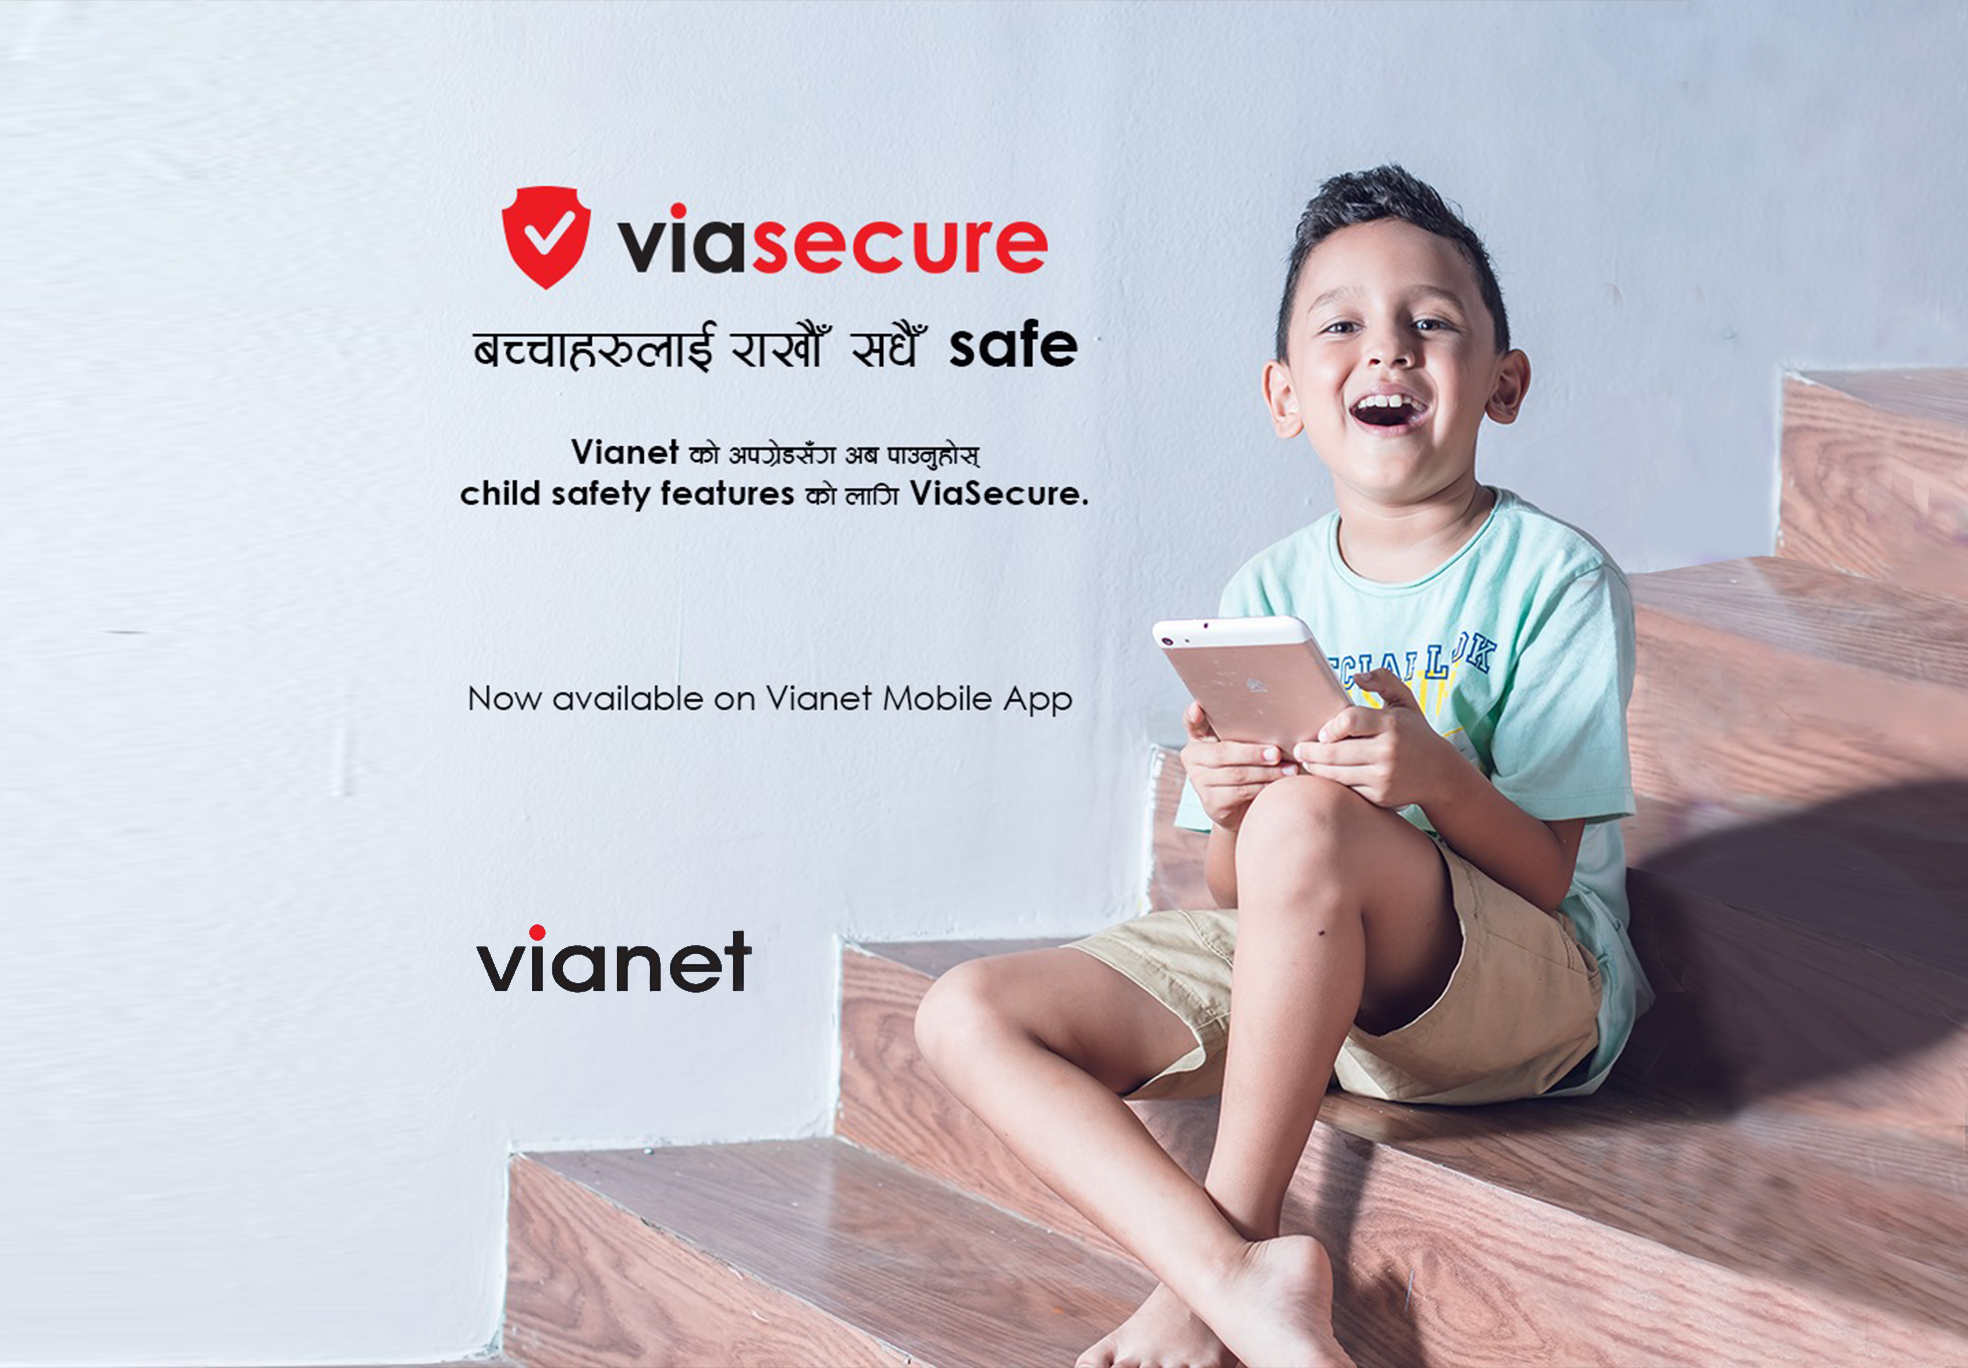 viasecure
बच्चाहरुलाई राखौँ सधैँ safe
Vianet को अपग्रेडसँग अब पाउनुहोस्
child safety features को लागि ViaSecure.
Now available on Vianet Mobile App
vianet